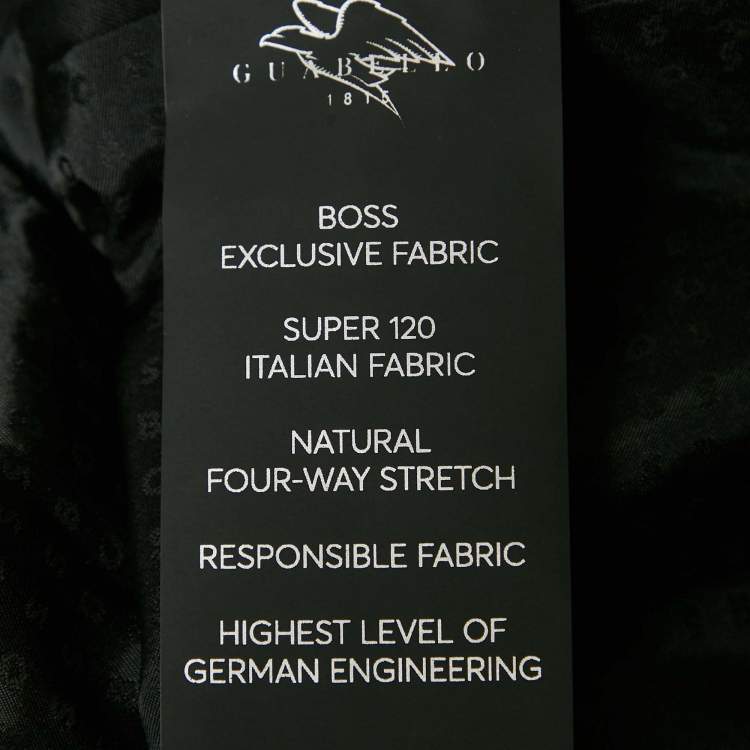 GUABELLO
1815
BOSS
EXCLUSIVE FABRIC
SUPER 120
ITALIAN FABRIC
NATURAL
FOUR-WAY STRETCH
RESPONSIBLE FABRIC
HIGHEST LEVEL OF
GERMAN ENGINEERING